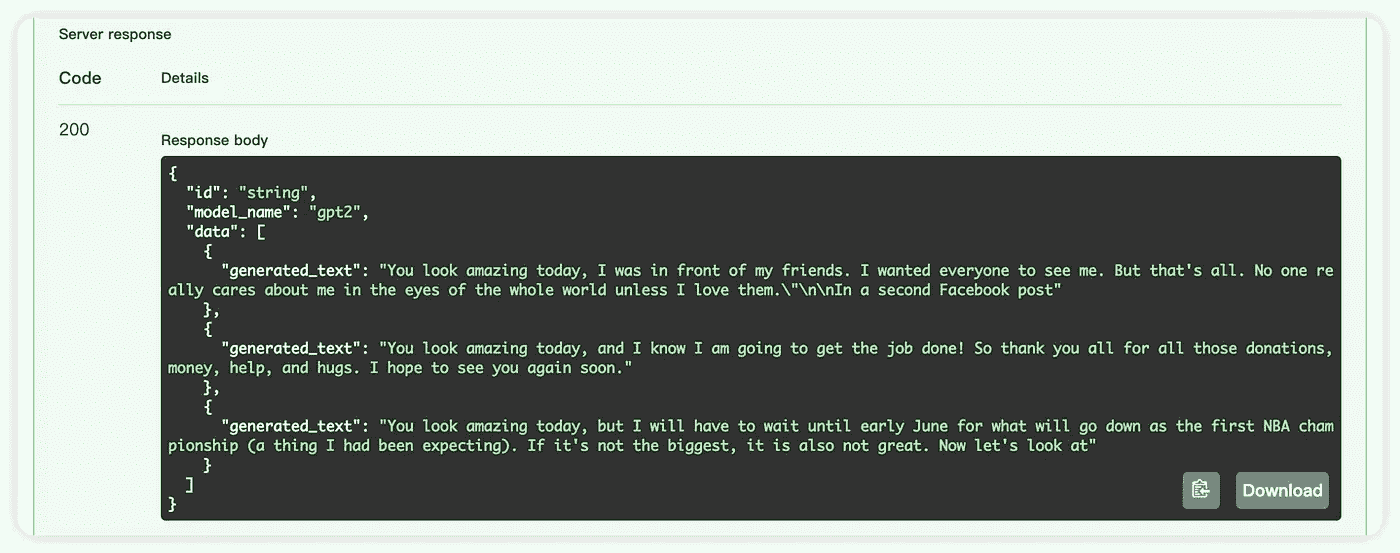 Server response
Code Details
200
Response body
{
"id": "string",
"model_name": "gpt2",
"data": [
{
"generated_text": "You look amazing today, I was in front of my friends. I wanted everyone to see me. But that's all. No one re
ally cares about me in the eyes of the whole world unless I love them.\"\n\nIn a second Facebook post"
},
{
"generated_text": "You look amazing today, and I know I am going to get the job done! So thank you all for all those donations,
money, help, and hugs. I hope to see you again soon."
},
{
"generated_text": "You look amazing today, but I will have to wait until early June for what will go down as the first NBA cham
pionship (a thing I had been expecting). If it's not the biggest, it is also not great. Now let's look at"
}
]
}
Download